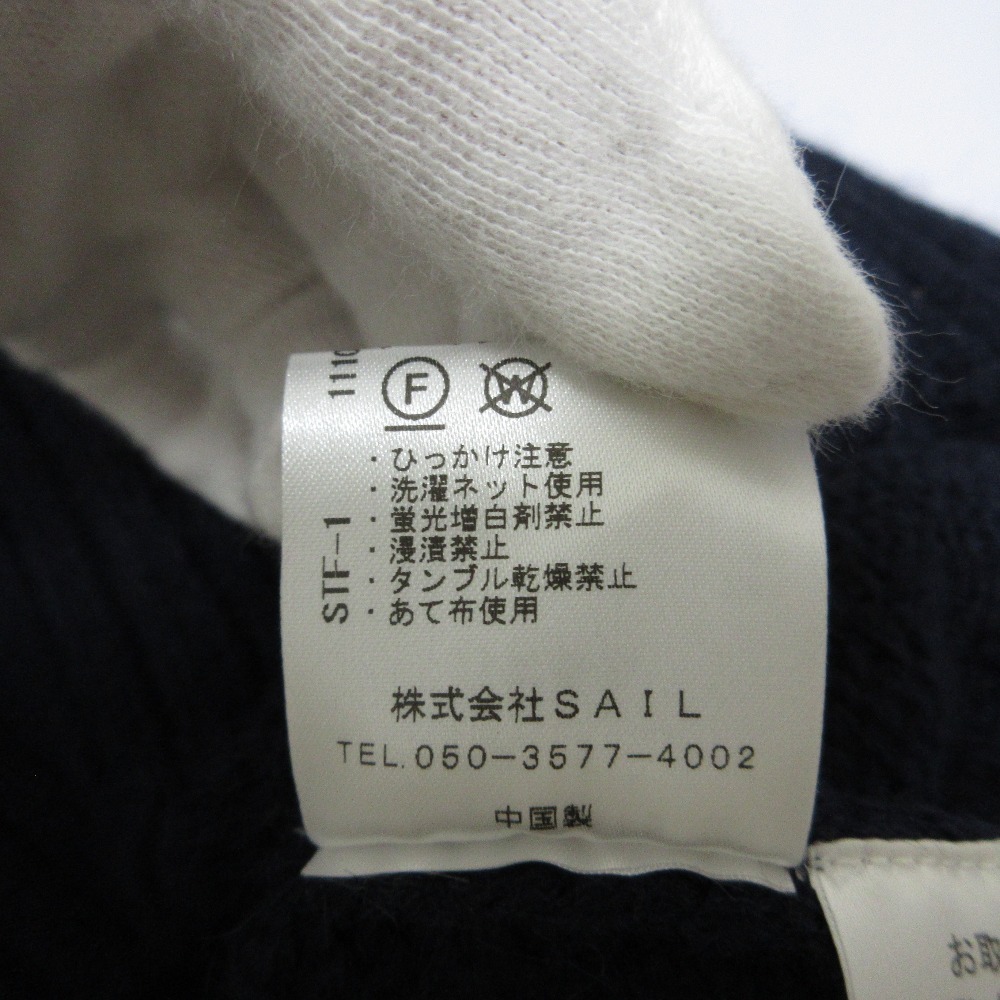 F W
・ひっかけ注意
・洗濯ネット使用
・蛍光増白剤禁止
・浸漬禁止
・タンブル乾燥禁止
・あて布使用
STF-1
株式会社SAIL
TEL.050-3577-4002
中国製
お取